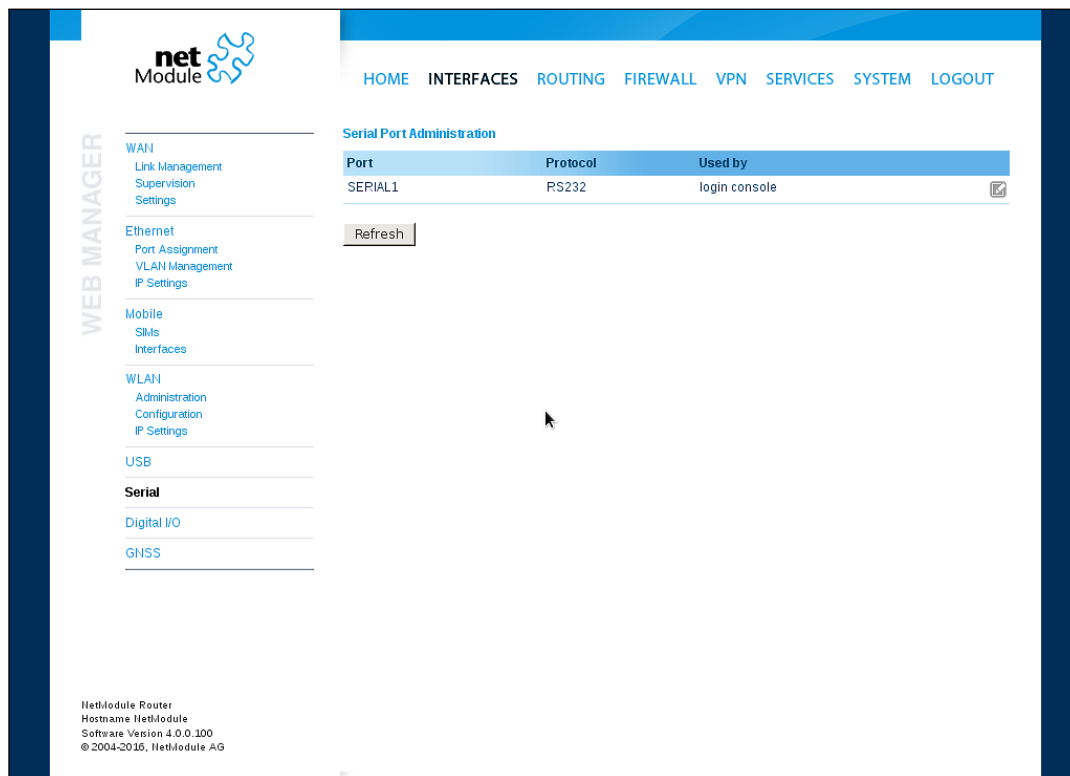 net
Module
HOME INTERFACES ROUTING FIREWALL VPN SERVICES SYSTEM LOGOUT
WEB MANAGER
WAN
Link Management
Supervision
Settings
Ethernet
Port Assignment
VLAN Management
IP Settings
Mobile
SIMs
Interfaces
WLAN
Administration
Configuration
IP Settings
USB
Serial
Digital I/O
GNSS
Serial Port Administration
Port Protocol Used by
SERIAL1 RS232 login console
Refresh
NetModule Router
Hostname NetModule
Software Version 4.0.0.100
© 2004-2016, NetModule AG